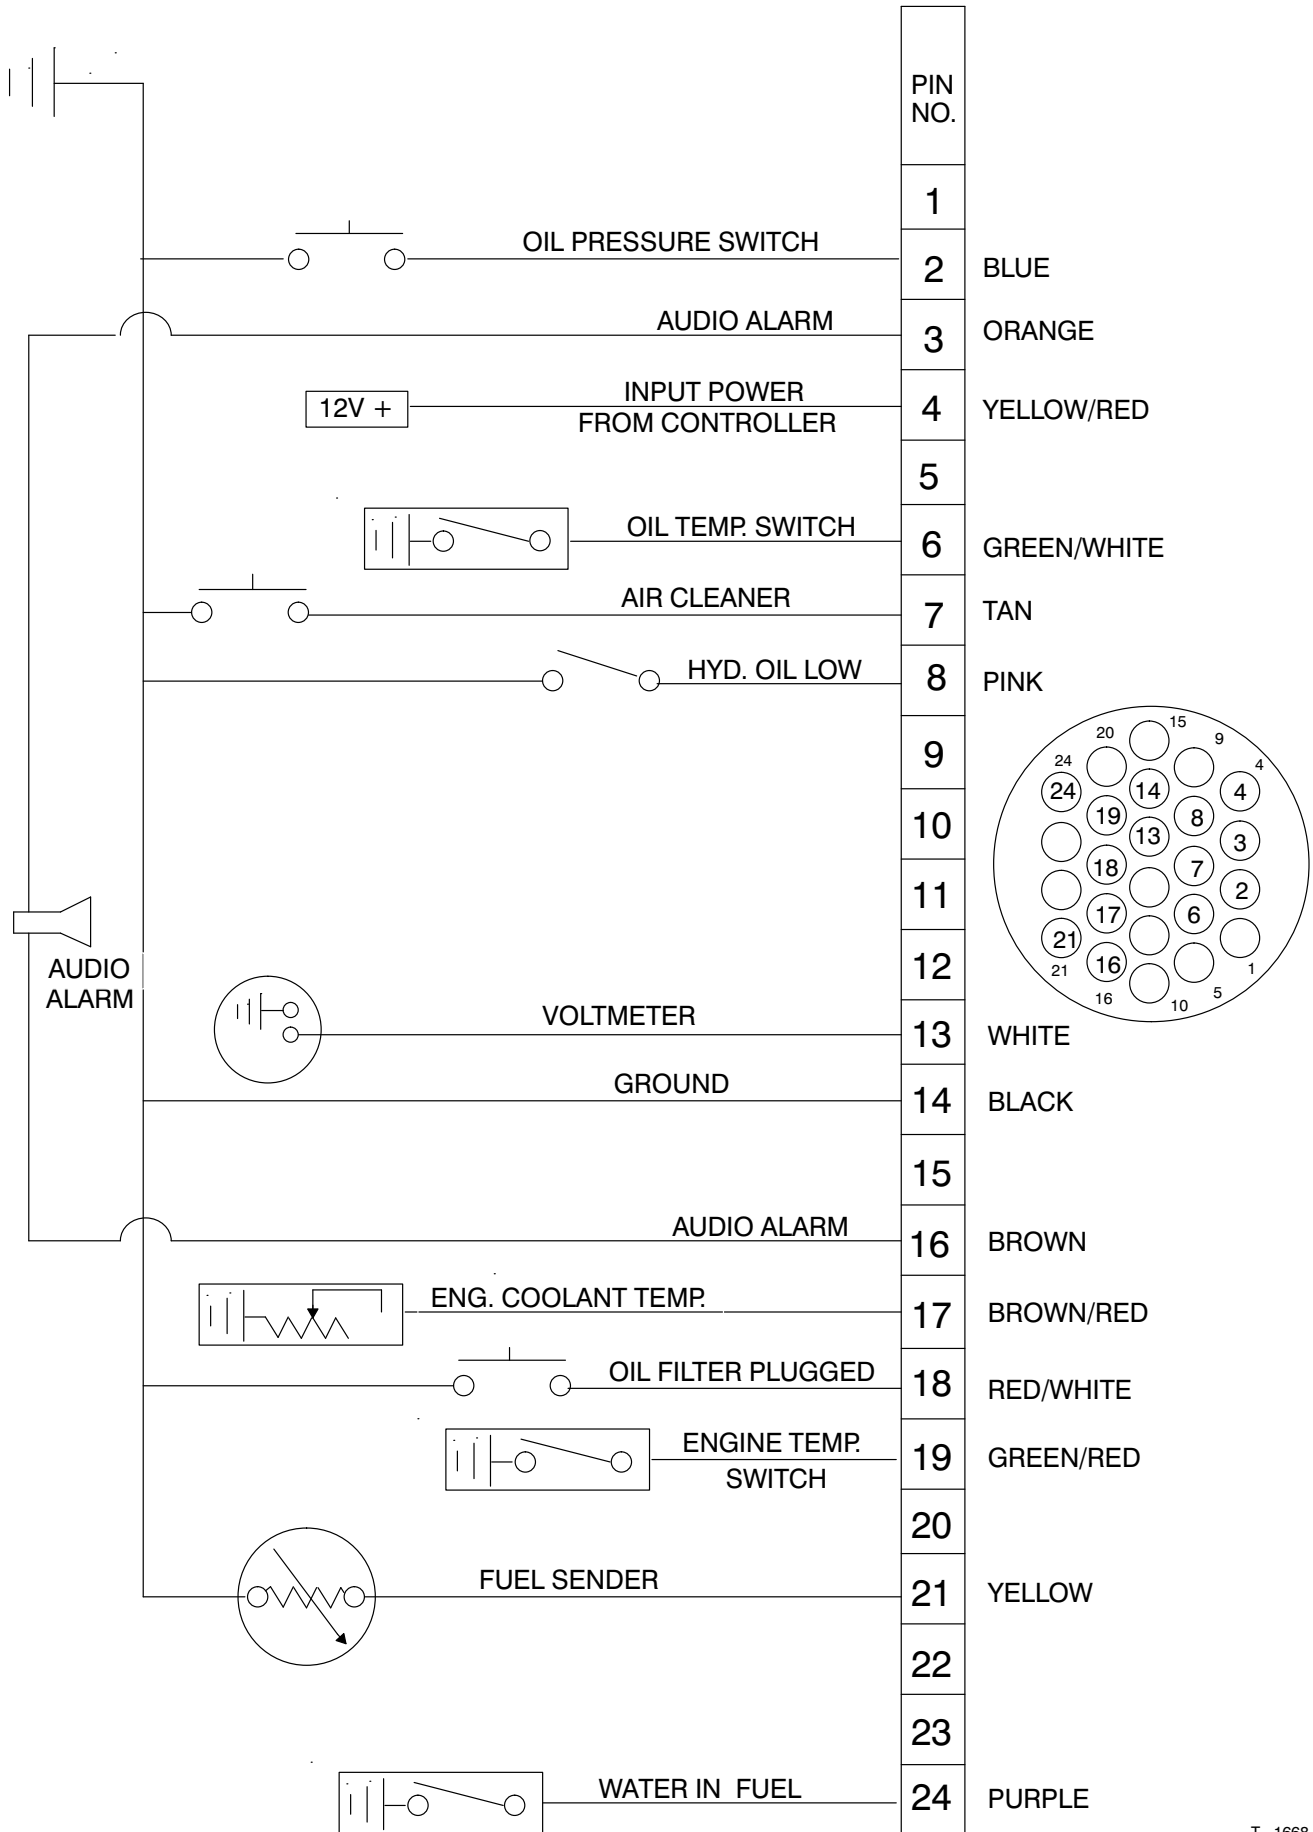 PIN
NO.
1
OIL PRESSURE SWITCH
2 BLUE
AUDIO ALARM
3 ORANGE
12V +
INPUT POWER
FROM CONTROLLER
4 YELLOW/RED
5
OIL TEMP. SWITCH
6 GREEN/WHITE
AIR CLEANER
7 TAN
HYD. OIL LOW
8 PINK
9
10
11
12
15
20
9
24
4
24
14
4
19
8
13
3
18
7
2
17
6
21
16
21
1
16
10
5
AUDIO
ALARM
VOLTMETER
13 WHITE
GROUND
14 BLACK
15
AUDIO ALARM
16 BROWN
ENG. COOLANT TEMP.
17 BROWN/RED
OIL FILTER PLUGGED
18 RED/WHITE
ENGINE TEMP.
SWITCH
19 GREEN/RED
20
FUEL SENDER
21 YELLOW
22
23
WATER IN FUEL
24 PURPLE